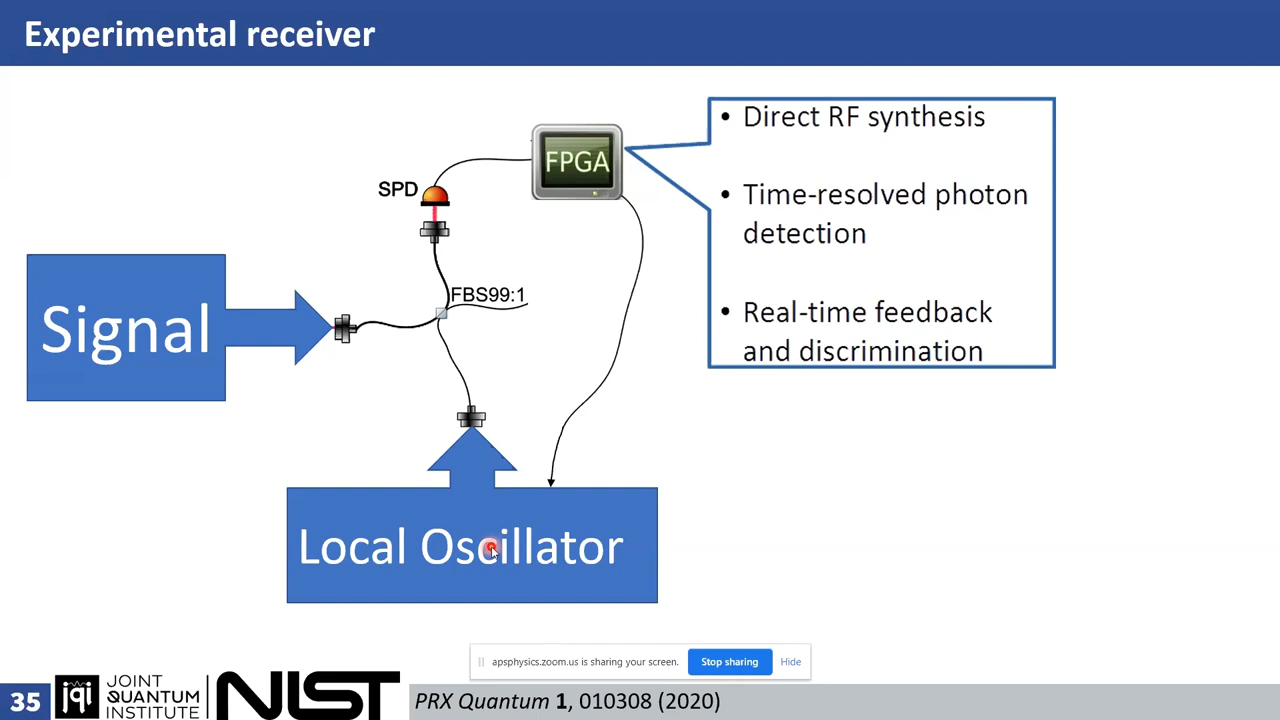 Experimental receiver
• Direct RF synthesis
• Time-resolved photon
detection
• Real-time feedback
and discrimination
FPGA
SPD
FBS99:1
Signal
Local Oscillator
apsphysics.zoom.us is sharing your screen.
Stop sharing
Hide
35
jqi
JOINT
QUANTUM
INSTITUTE
NIST
PRX Quantum 1, 010308 (2020)